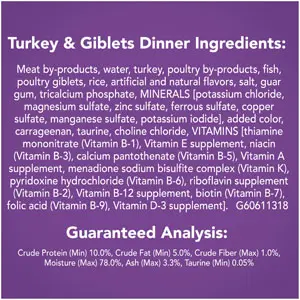 Turkey & Giblets Dinner Ingredients:
Meat by-products, water, turkey, poultry by-products, fish,
poultry giblets, rice, artificial and natural flavors, salt, guar
gum, tricalcium phosphate, MINERALS [potassium chloride,
magnesium sulfate, zinc sulfate, ferrous sulfate, copper
sulfate, manganese sulfate, potassium iodide], added color,
carrageenan, taurine, choline chloride, VITAMINS [thiamine
mononitrate (Vitamin B-1), Vitamin E supplement, niacin
(Vitamin B-3), calcium pantothenate (Vitamin B-5), Vitamin A
supplement, menadione sodium bisulfite complex (Vitamin K),
pyridoxine hydrochloride (Vitamin B-6), riboflavin supplement
(Vitamin B-2), Vitamin B-12 supplement, biotin (Vitamin B-7),
folic acid (Vitamin B-9), Vitamin D-3 supplement]. G60611318
Guaranteed Analysis:
Crude Protein (Min) 10.0%, Crude Fat (Min) 5.0%, Crude Fiber (Max) 1.0%,
Moisture (Max) 78.0%, Ash (Max) 3.3%, Taurine (Min) 0.05%